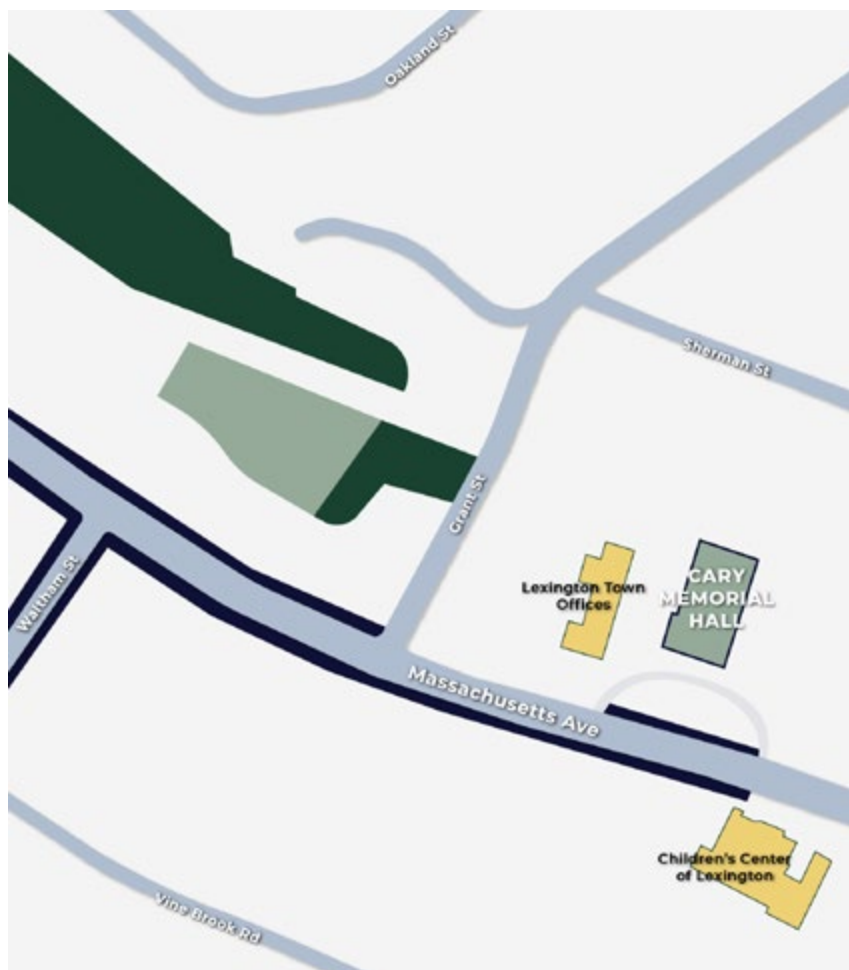 Oakland St
Sherman St
Grant St
Waltham St
Lexington Town
Offices
CARY
MEMORIAL
HALL
Massachusetts Ave
Children's Center
of Lexington
Vine Brook Rd